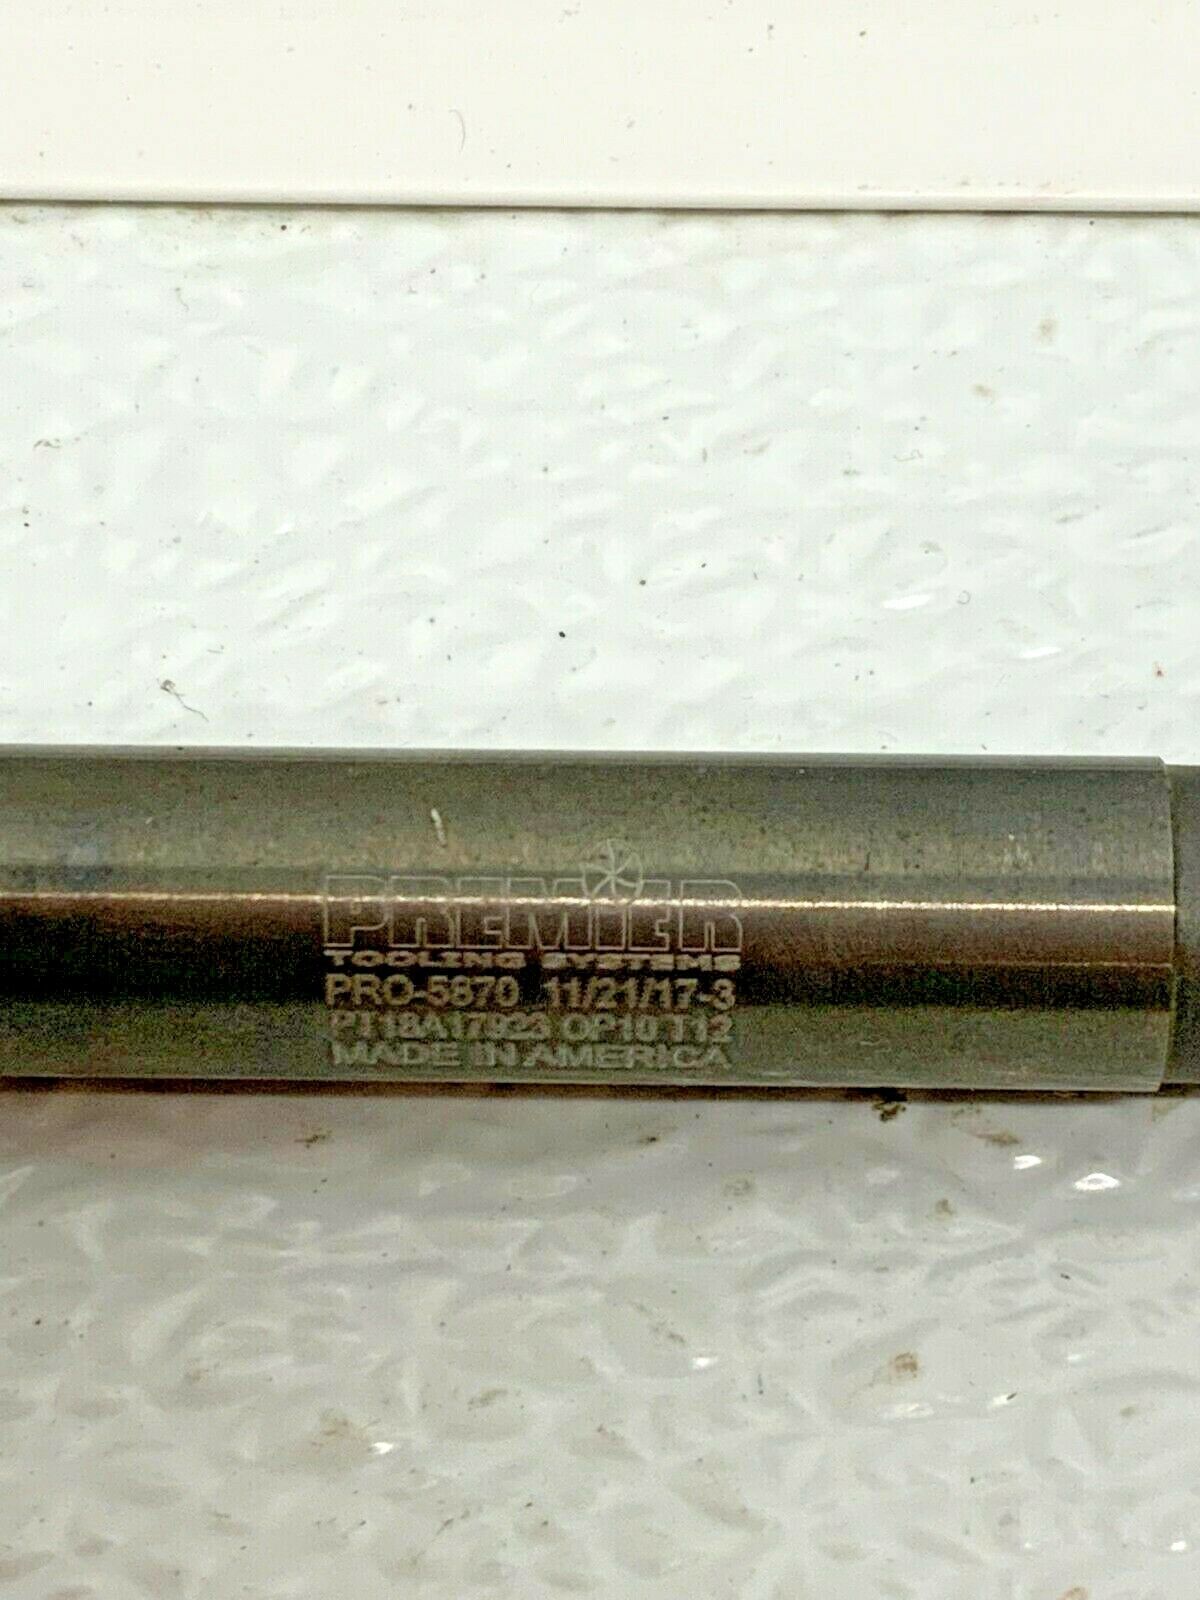 PREMIER
TOOLING SYSTEMS
PRO-5870 11/21/17-3
PT18A17923 OP10 T12
MADE IN AMERICA